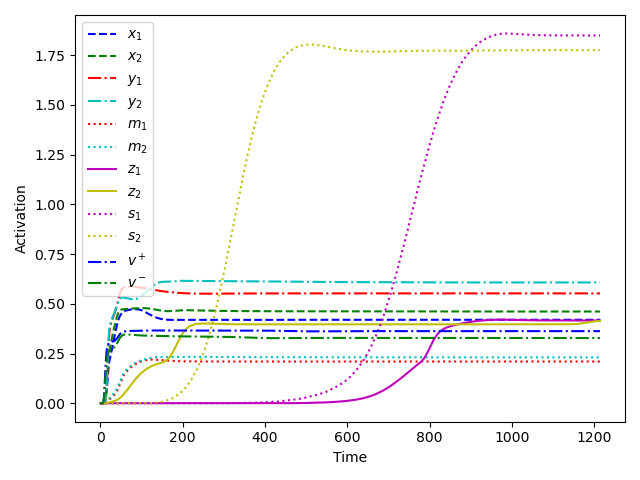 1.75
1.50
1.25
1.00
0.75
0.50
0.25
0.00
Activation
x₁
x₂
y₁
y₂
m₁
m₂
z₁
z₂
s₁
s₂
v⁺
v⁻
0 200 400 600 800 1000 1200
Time